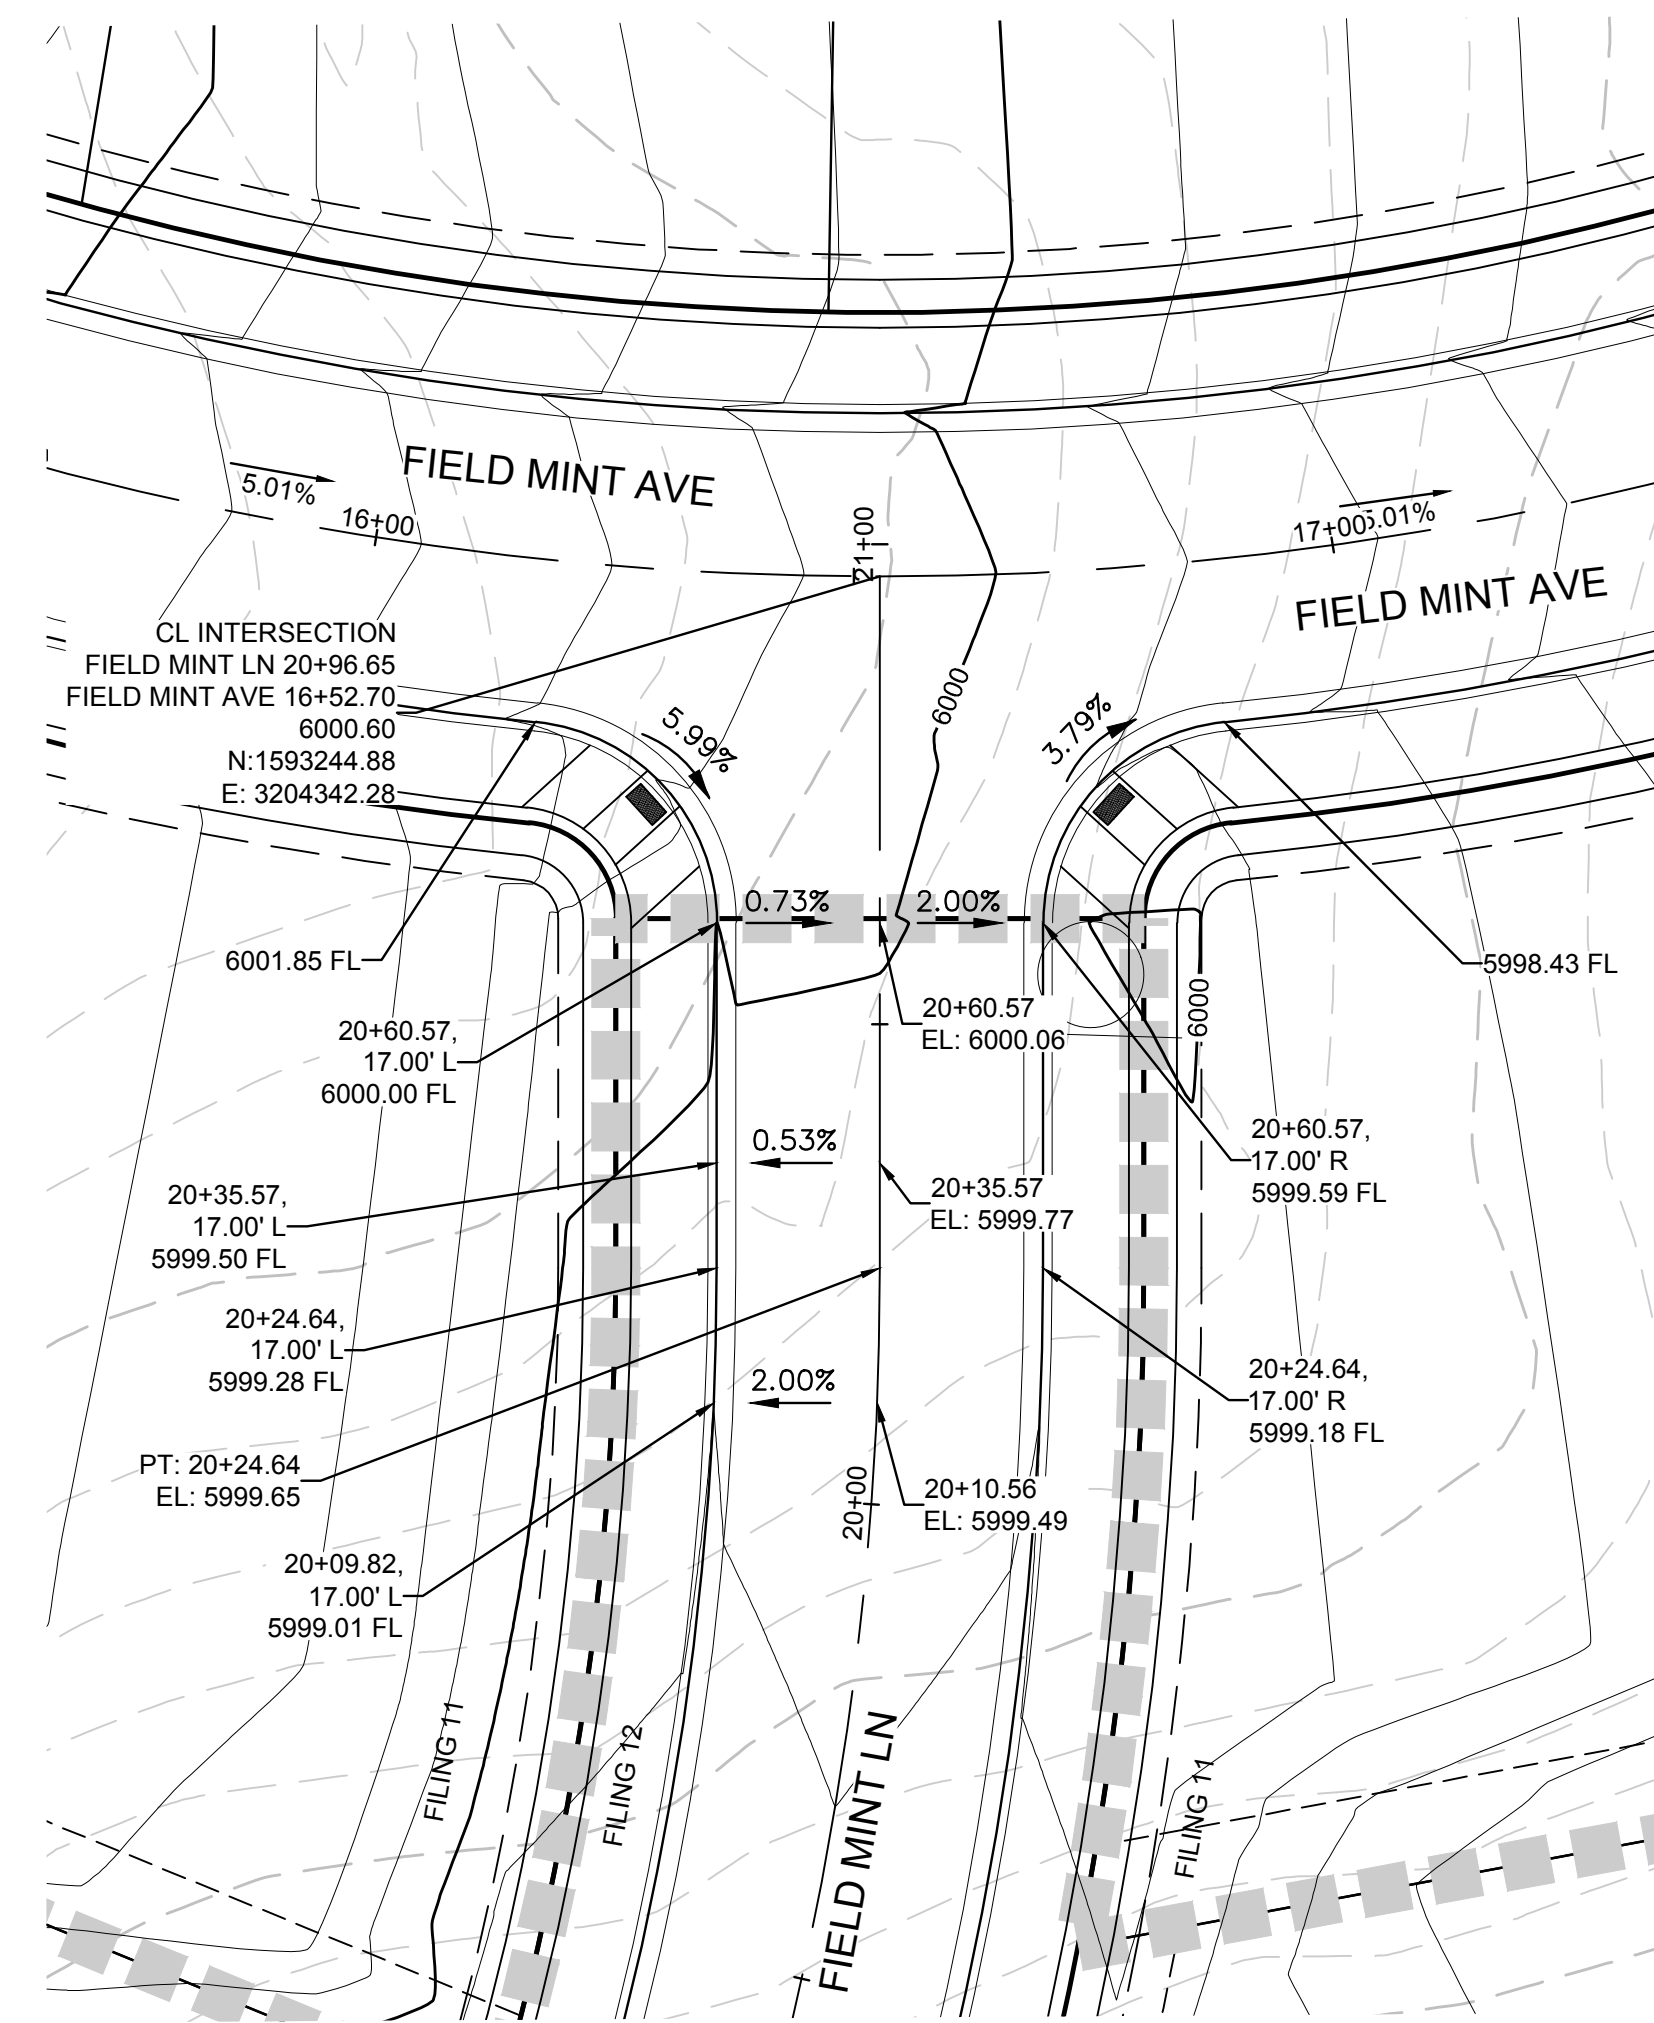 FIELD MINT AVE
5.01%
16+00
21+00
17+00
5.01%
FIELD MINT AVE
CL INTERSECTION
FIELD MINT LN 20+96.65
FIELD MINT AVE 16+52.70
6000.60
N:1593244.88
E: 3204342.28
5.99%
6000
3.79%
0.73%
2.00%
6001.85 FL
5998.43 FL
20+60.57,
17.00' L
6000.00 FL
20+60.57
EL: 6000.06
6000
20+60.57,
17.00' R
5999.59 FL
0.53%
20+35.57,
17.00' L
5999.50 FL
20+35.57
EL: 5999.77
20+24.64,
17.00' L
5999.28 FL
2.00%
20+24.64,
17.00' R
5999.18 FL
PT: 20+24.64
EL: 5999.65
20+00
20+10.56
EL: 5999.49
20+09.82,
17.00' L
5999.01 FL
FILING 11
FILING 12
FIELD MINT LN
FILING 11